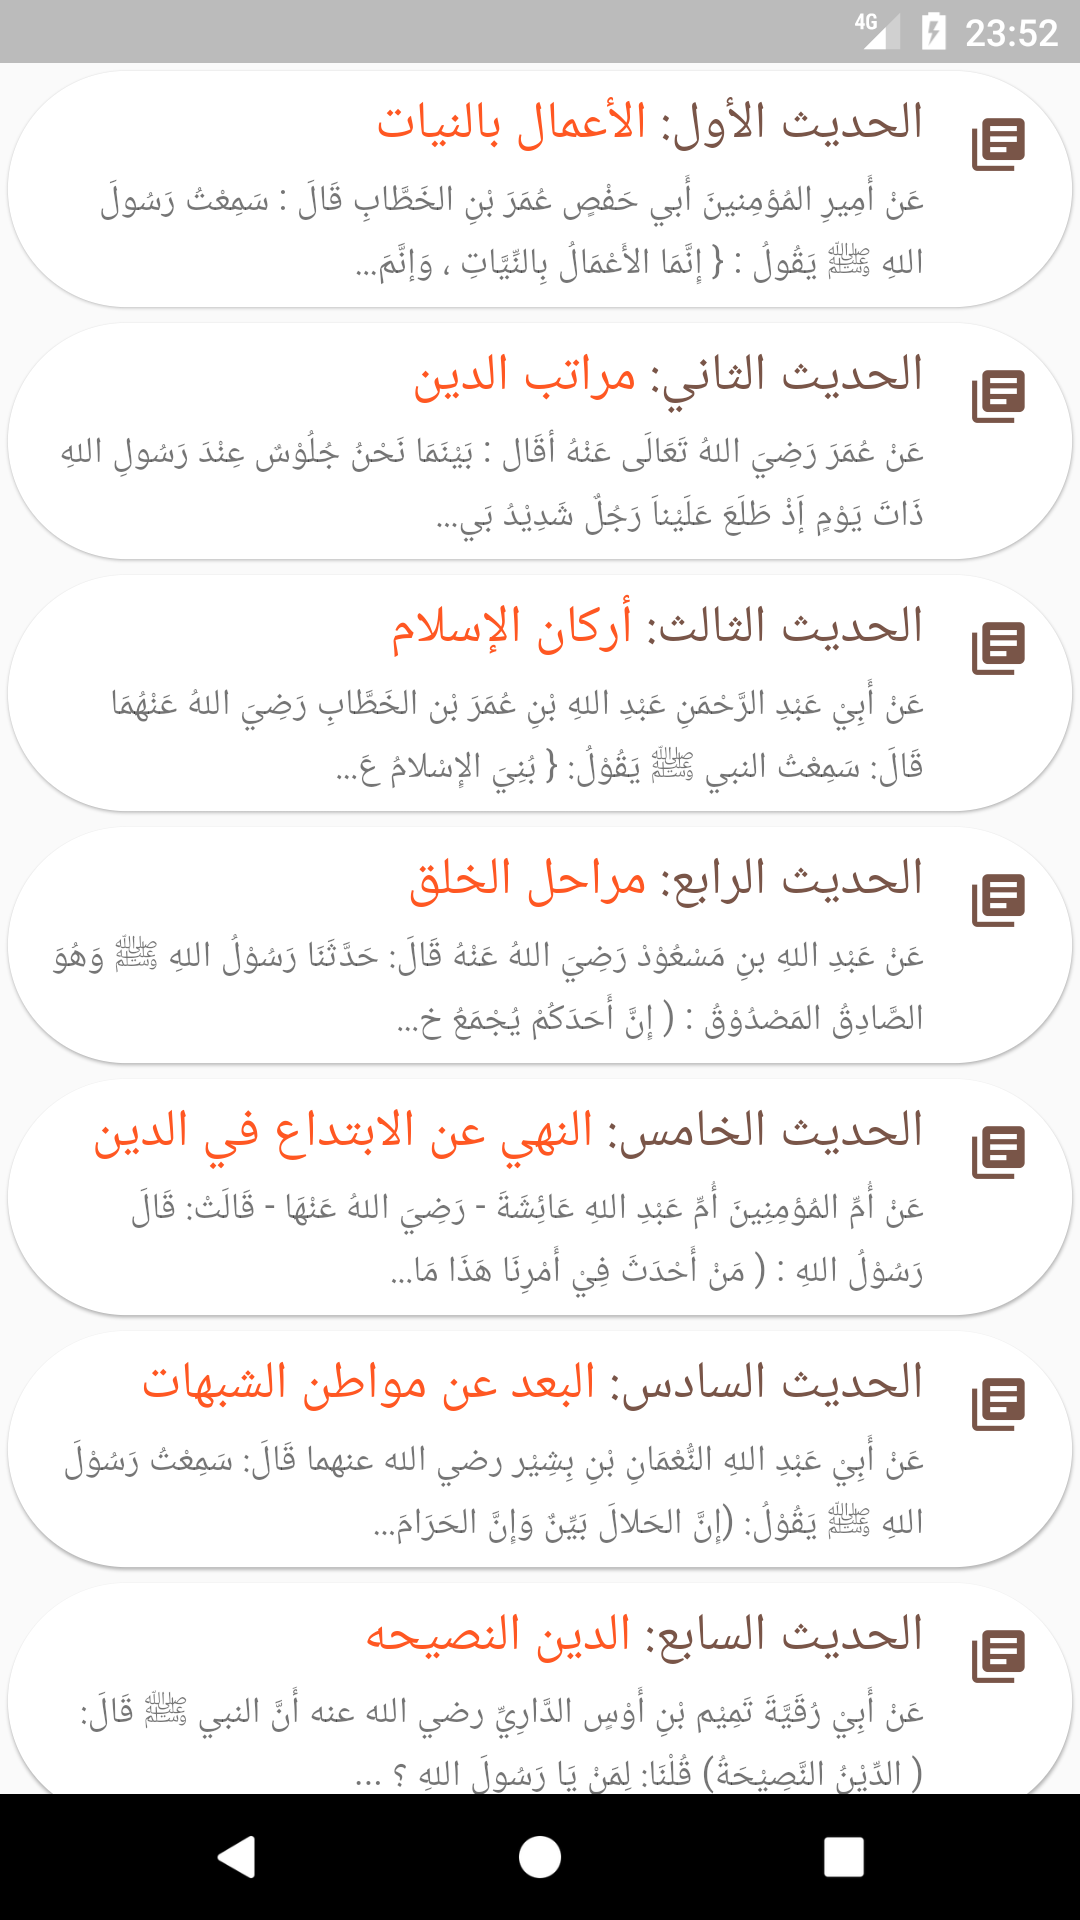 4G 23:52
الحديث الأول: الأعمال بالنيات
عَنْ أَمِيرِ المُؤمِنينَ أَبي حَفْصٍ عُمَرَ بْنِ الخَطَّابِ قَالَ : سَمِعْتُ رَسُولَ
اللهِ ﷺ يَقُولُ : { إنَّمَا الأَعْمَالُ بِالنِّيَّاتِ ، وَإنَّمَ...
الحديث الثاني: مراتب الدين
عَنْ عُمَرَ رَضِيَ اللهُ تَعَالَى عَنْهُ أقَال : بَيْنَمَا نَحْنُ جُلُوْسٌ عِنْدَ رَسُولِ اللهِ
ذَاتَ يَوْمٍ إَذْ طَلَعَ عَلَيْناَ رَجُلٌ شَدِيْدُ بَي...
الحديث الثالث: أركان الإسلام
عَنْ أَبِيْ عَبْدِ الرَّحْمَنِ عَبْدِ اللهِ بْنِ عُمَرَ بْن الخَطَّابِ رَضِيَ اللهُ عَنْهُمَا
قَالَ: سَمِعْتُ النبي ﷺ يَقُوْلُ: { بُنِيَ الإِسْلامُ عَ...
الحديث الرابع: مراحل الخلق
عَنْ عَبْدِ اللهِ بنِ مَسْعُوْدْ رَضِيَ اللهُ عَنْهُ قَالَ: حَدَّثَنَا رَسُوْلُ اللهِ ﷺ وَهُوَ
الصَّادِقُ المَصْدُوْقُ : ( إنَّ أَحَدَكُمْ يُجْمَعُ خ...
الحديث الخامس: النهي عن الابتداع في الدين
عَنْ أُمِّ المُؤمِنِينَ أُمِّ عَبْدِ اللهِ عَائِشَةَ - رَضِيَ اللهُ عَنْهَا - قَالَتْ: قَالَ
رَسُوْلُ اللهِ : ( مَنْ أَحْدَثَ فِيْ أَمْرِنَا هَذَا مَا...
الحديث السادس: البعد عن مواطن الشبهات
عَنْ أَبِيْ عَبْدِ اللهِ النُّعْمَانِ بْنِ بِشِيْر رضي الله عنهما قَالَ: سَمِعْتُ رَسُوْلَ
اللهِ ﷺ يَقُوْلُ: (إِنَّ الحَلالَ بَيِّنٌ وَإِنَّ الحَرَامَ...
الحديث السابع: الدين النصيحه
عَنْ أَبِيْ رُقَيَّةَ تَمِيْم بْنِ أَوْسٍ الدَّارِيِّ رضي الله عنه أَنَّ النبي ﷺ قَالَ:
( الدِّيْنُ النَّصِيْحَةُ) قُلْنَا: لِمَنْ يَا رَسُولَ اللهِ ؟ ...